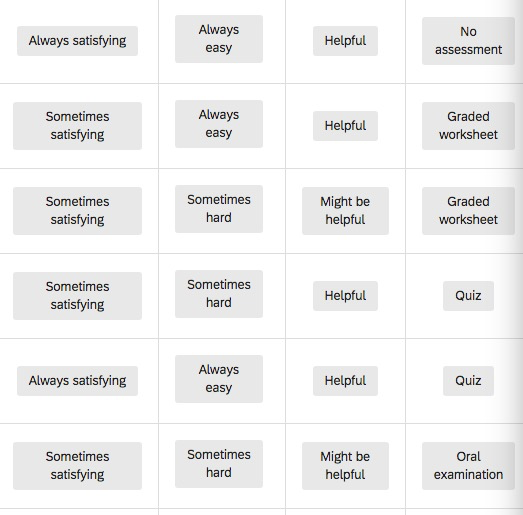 Always satisfying
Always
easy
Helpful
No
assessment
Sometimes
satisfying
Always
easy
Helpful
Graded
worksheet
Sometimes
satisfying
Sometimes
hard
Might be
helpful
Graded
worksheet
Sometimes
satisfying
Sometimes
hard
Helpful
Quiz
Always satisfying
Always
easy
Helpful
Quiz
Sometimes
satisfying
Sometimes
hard
Might be
helpful
Oral
examination